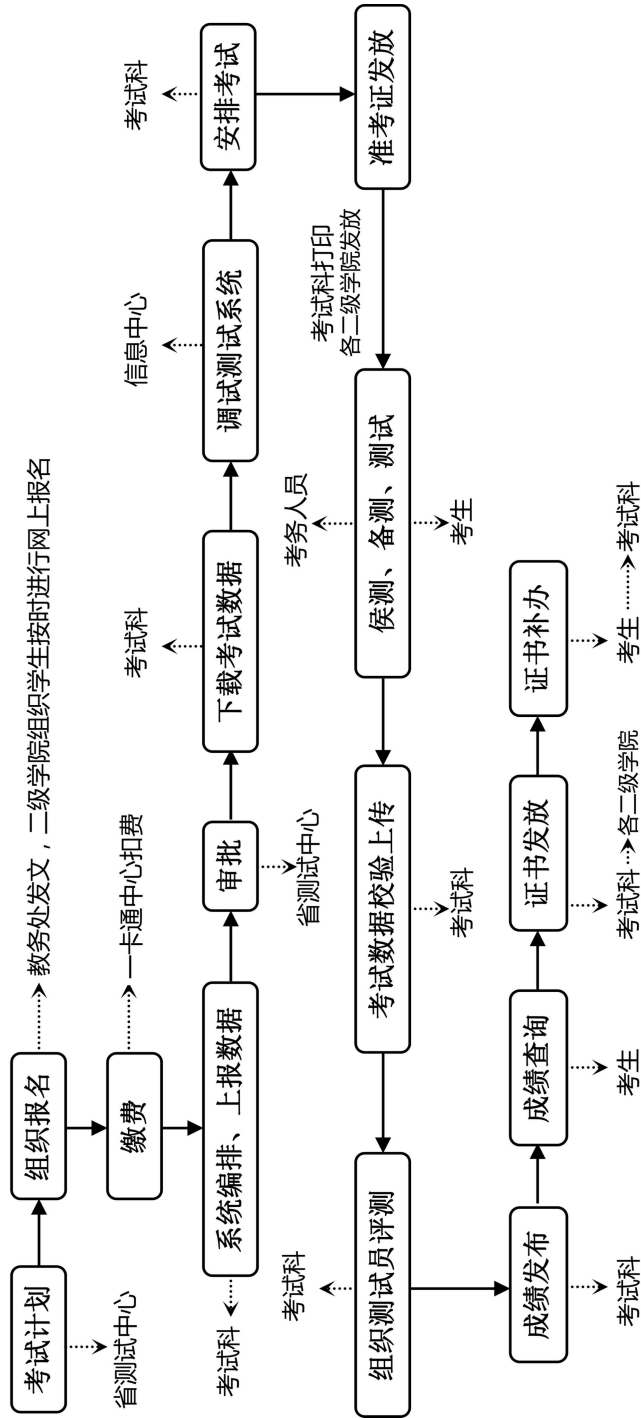 考试计划
省测试中心
组织报名
教务处发文，二级学院组织学生按时进行网上报名
缴费
一卡通中心扣费
系统编排、上报数据
考试科
审批
省测试中心
下载考试数据
考试科
调试测试系统
信息中心
安排考试
考试科
准考证发放
考试科打印
各二级学院发放
侯测、备测、测试
考务人员
考生
考试数据校验上传
考试科
组织测试员评测
考试科
成绩发布
考试科
成绩查询
考生
证书发放
考试科
各二级学院
证书补办
考生
考试科